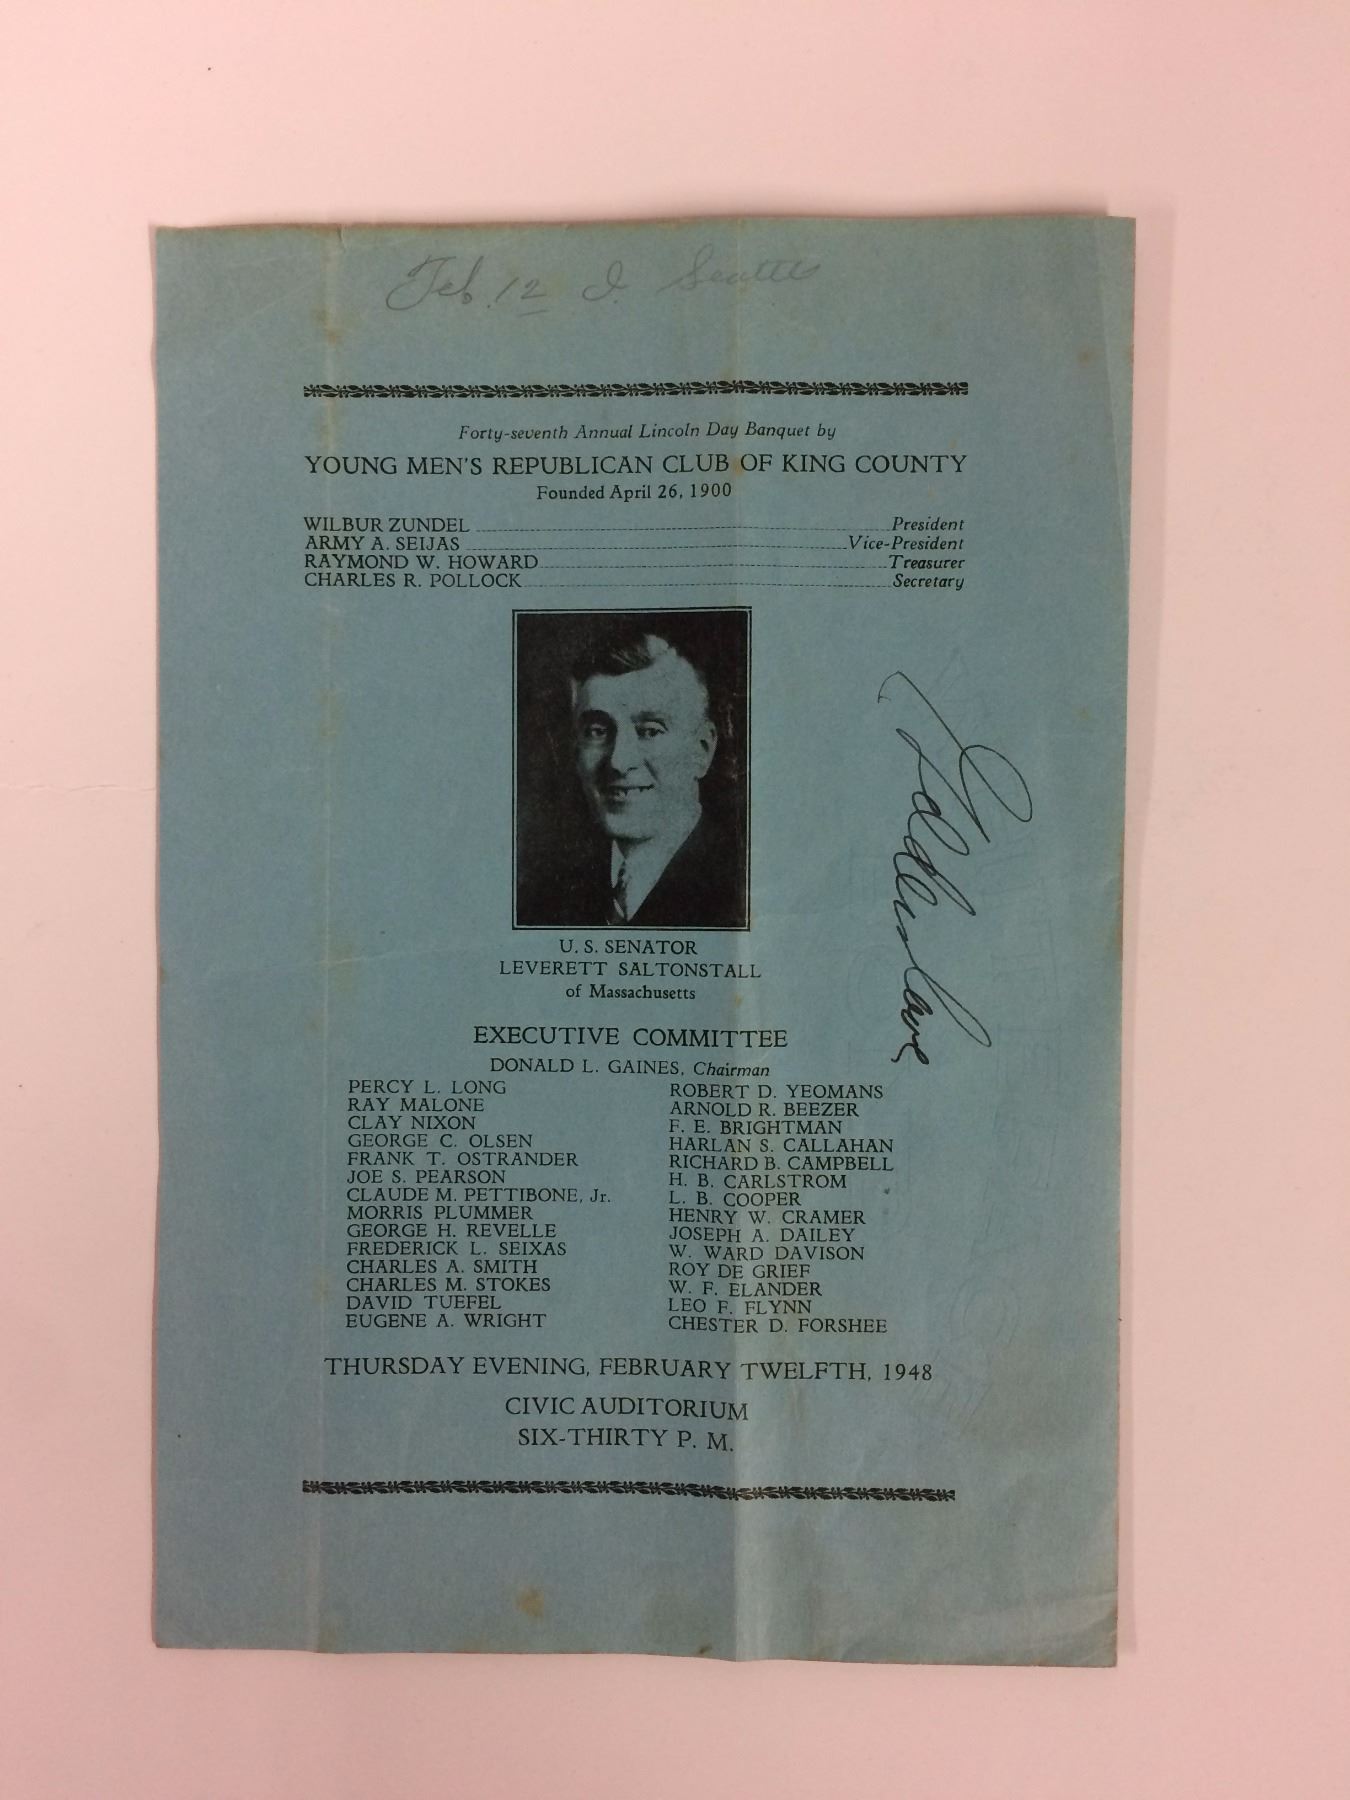 Feb. 12 Seattle
Forty-seventh Annual Lincoln Day Banquet by
YOUNG MEN'S REPUBLICAN CLUB OF KING COUNTY
Founded April 26, 1900
WILBUR ZUNDEL President
ARMY A. SEIJAS Vice-President
RAYMOND W. HOWARD Treasurer
CHARLES R. POLLOCK Secretary
U. S. SENATOR
LEVERETT SALTONSTALL
of Massachusetts
EXECUTIVE COMMITTEE
DONALD L. GAINES, Chairman
PERCY L. LONG
RAY MALONE
CLAY NIXON
GEORGE C. OLSEN
FRANK T. OSTRANDER
JOE S. PEARSON
CLAUDE M. PETTIBONE, Jr.
MORRIS PLUMMER
GEORGE H. REVELLE
FREDERICK L. SEIXAS
CHARLES A. SMITH
CHARLES M. STOKES
DAVID TUEFEL
EUGENE A. WRIGHT
ROBERT D. YEOMANS
ARNOLD R. BEEZER
F. E. BRIGHTMAN
HARLAN S. CALLAHAN
RICHARD B. CAMPBELL
H. B. CARLSTROM
L. B. COOPER
HENRY W. CRAMER
JOSEPH A. DAILEY
W. WARD DAVISON
ROY DE GRIEF
W. F. ELANDER
LEO F. FLYNN
CHESTER D. FORSHEE
THURSDAY EVENING, FEBRUARY TWELFTH, 1948
CIVIC AUDITORIUM
SIX-THIRTY P. M.